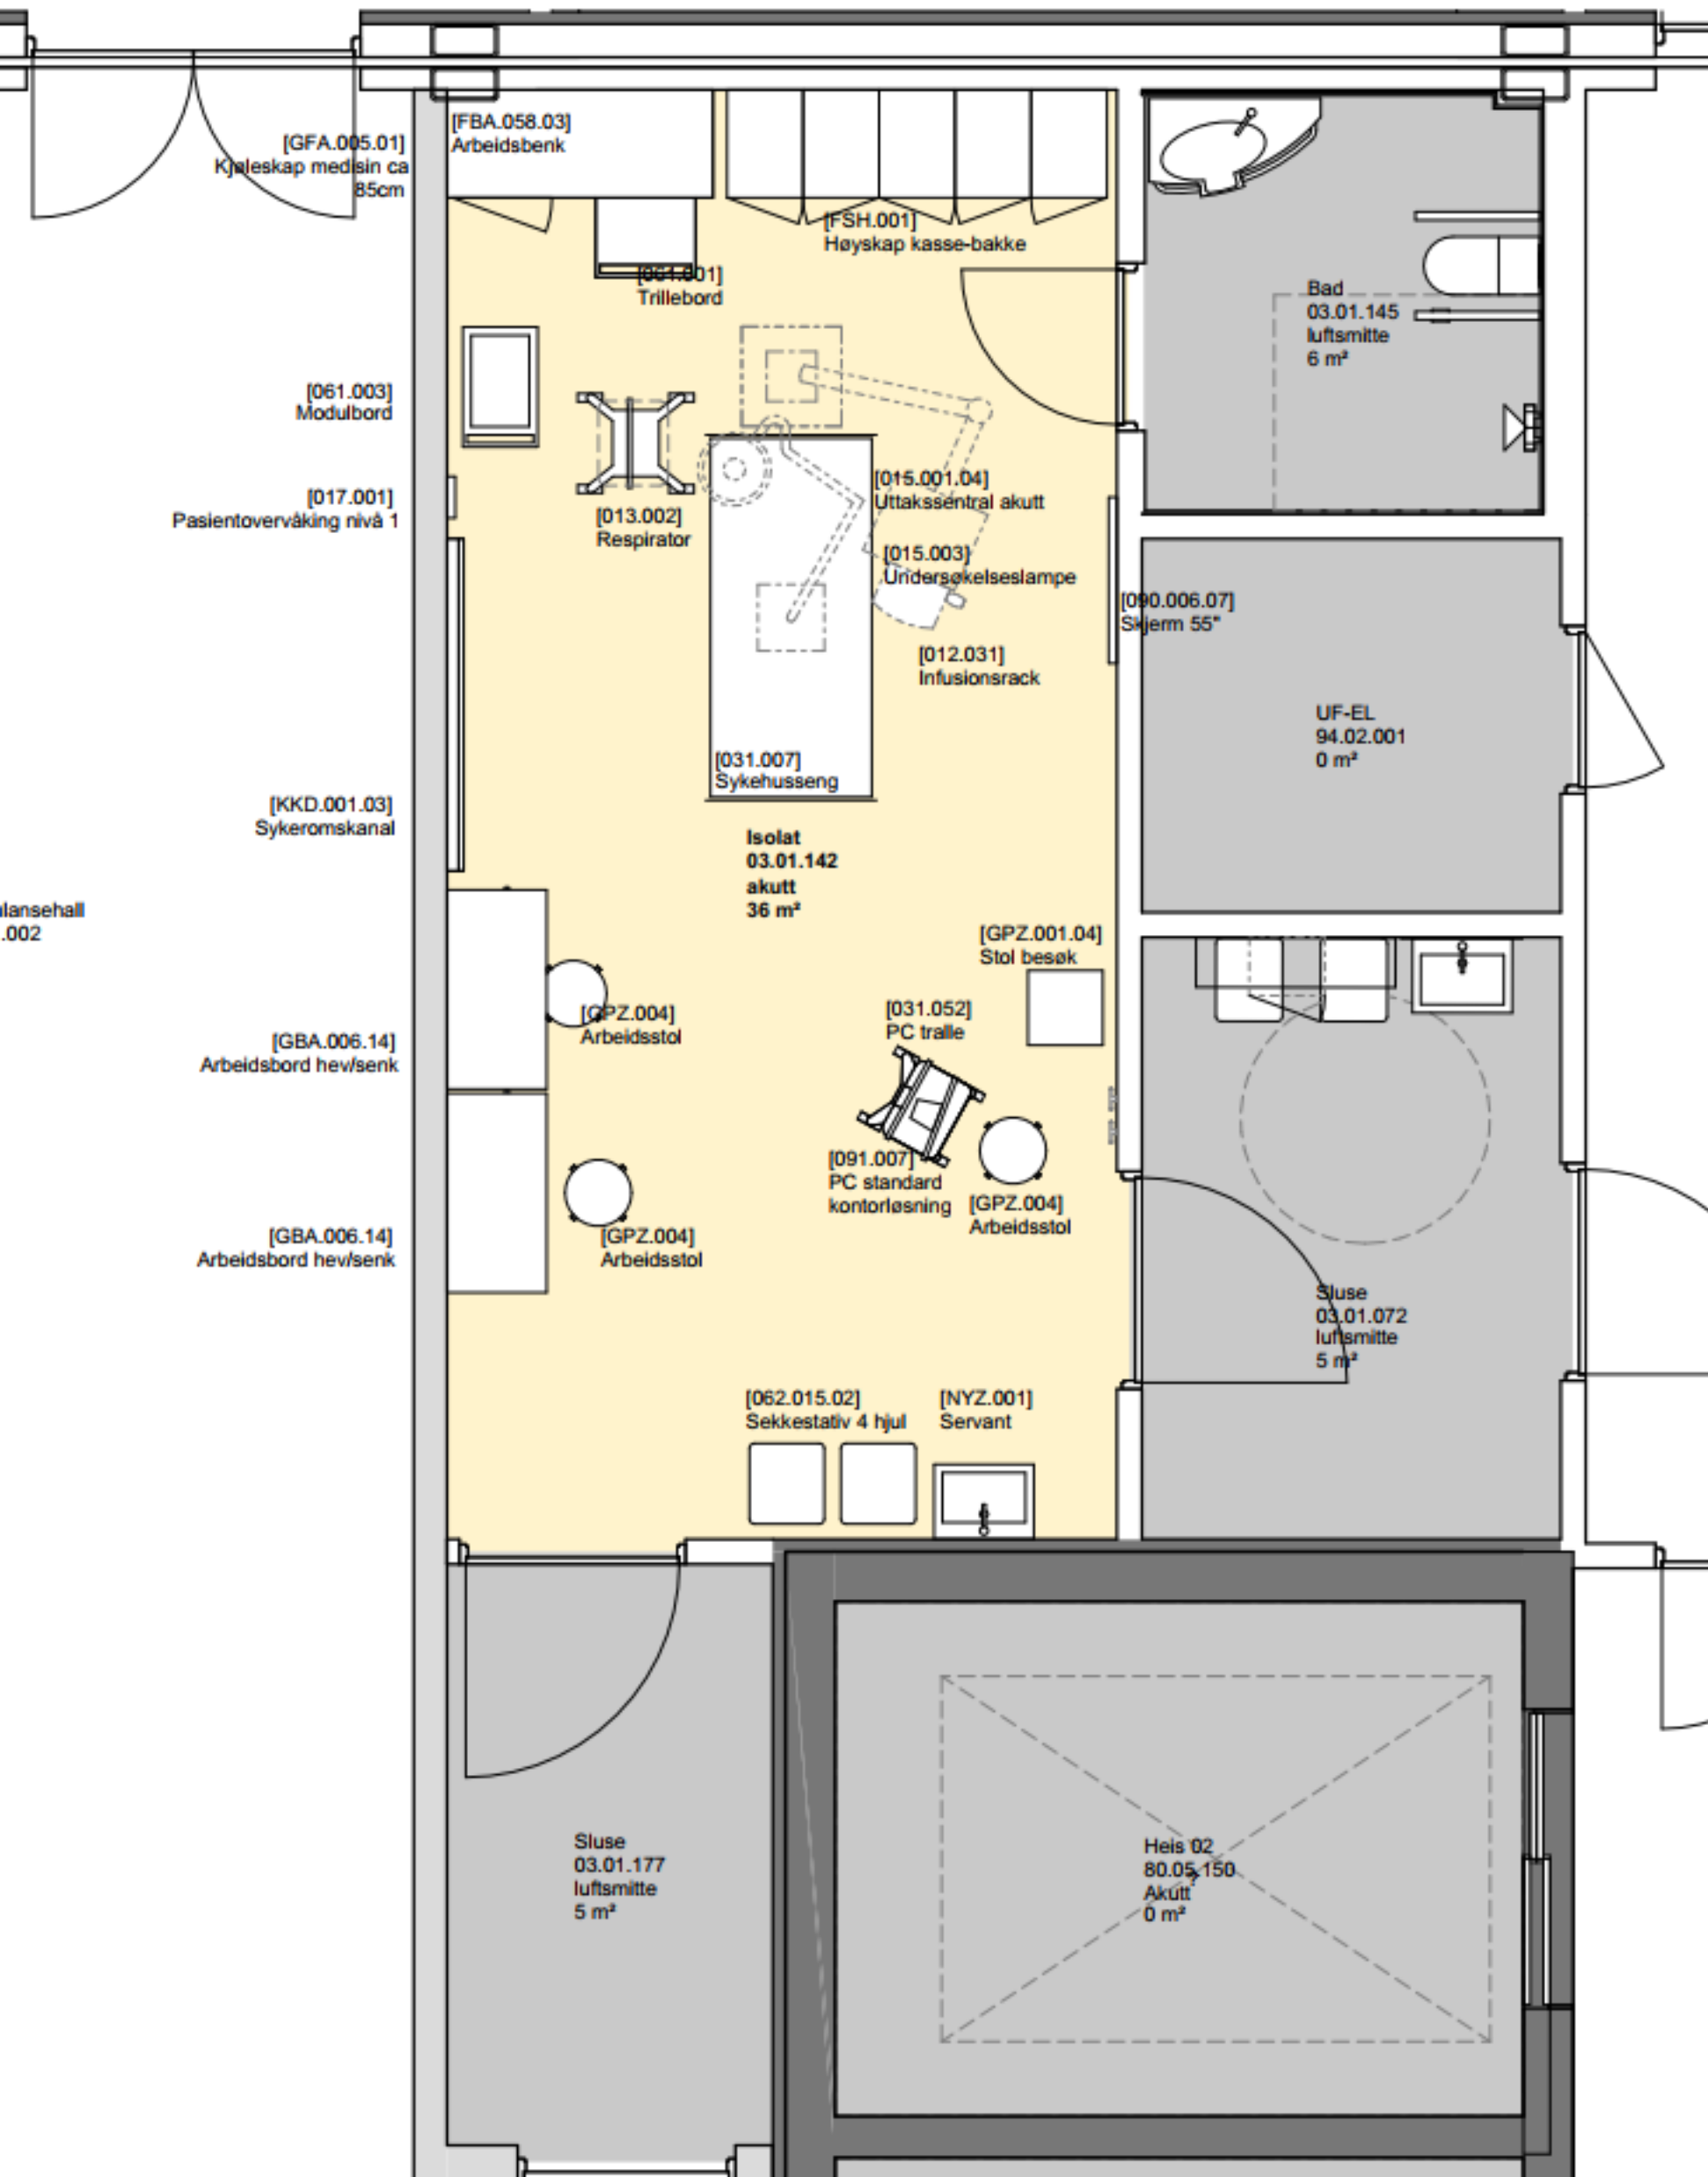 [FBA.058.03]
Arbeidsbenk
[GFA.005.01]
Kjøleskap medisin ca
85cm
[FSH.001]
Høyskap kasse-bakke
[061.001]
Trillebord
Bad
03.01.145
luftsmitte
6 m²
[061.003]
Modulbord
[017.001]
Pasientovervåking nivå 1
[013.002]
Respirator
[015.001.04]
Uttakssentral akutt
[015.003]
Undersøkelseslampe
[090.006.07]
Skjerm 55"
[012.031]
Infusionsrack
UF-EL
94.02.001
0 m²
[031.007]
Sykehusseng
[KKD.001.03]
Sykeromskanal
Isolat
03.01.142
akutt
36 m²
lansehall
.002
[GPZ.001.04]
Stol besøk
[GPZ.004]
Arbeidsstol
[031.052]
PC tralle
[GBA.006.14]
Arbeidsbord hev/senk
[091.007]
PC standard
kontorløsning
[GPZ.004]
Arbeidsstol
[GBA.006.14]
Arbeidsbord hev/senk
[GPZ.004]
Arbeidsstol
Sluse
03.01.072
luftsmitte
5 m²
[062.015.02]
Sekkestativ 4 hjul
[NYZ.001]
Servant
Sluse
03.01.177
luftsmitte
5 m²
Heis 02
80.05.150
?
Akutt
0 m²